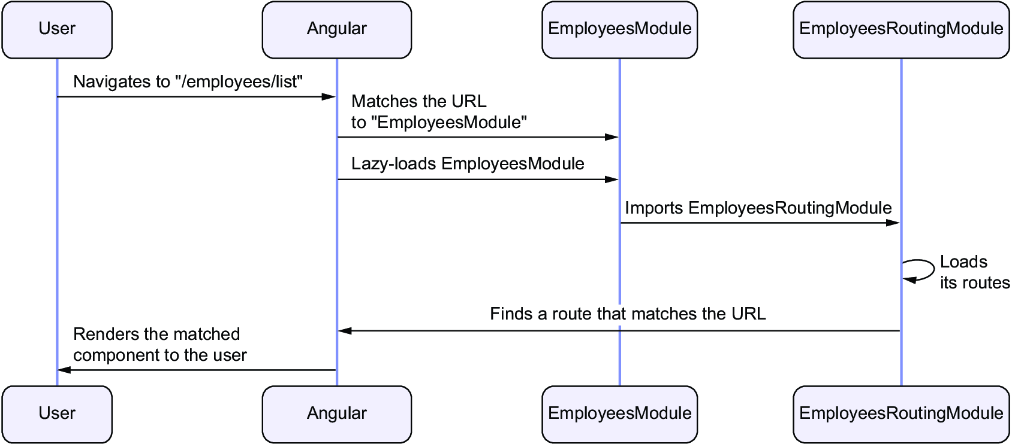 User
Angular
EmployeesModule
EmployeesRoutingModule
Navigates to "/employees/list"
Matches the URL
to "EmployeesModule"
Lazy-loads EmployeesModule
Imports EmployeesRoutingModule
Loads
its routes
Finds a route that matches the URL
Renders the matched
component to the user
User
Angular
EmployeesModule
EmployeesRoutingModule